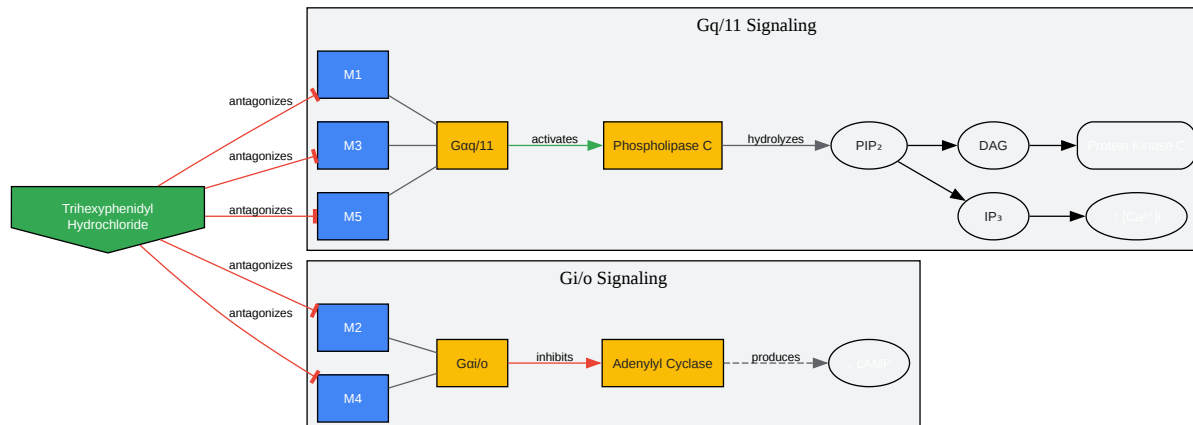 Gq/11 Signaling
M1
antagonizes
M3
Gαq/11
activates
Phospholipase C
hydrolyzes
PIP₂
DAG
Protein Kinase C
antagonizes
Trihexyphenidyl
Hydrochloride
antagonizes
M5
IP₃
↑ [Ca²⁺]i
Gi/o Signaling
antagonizes
M2
antagonizes
Gαi/o
inhibits
Adenylyl Cyclase
produces
↓ cAMP
M4